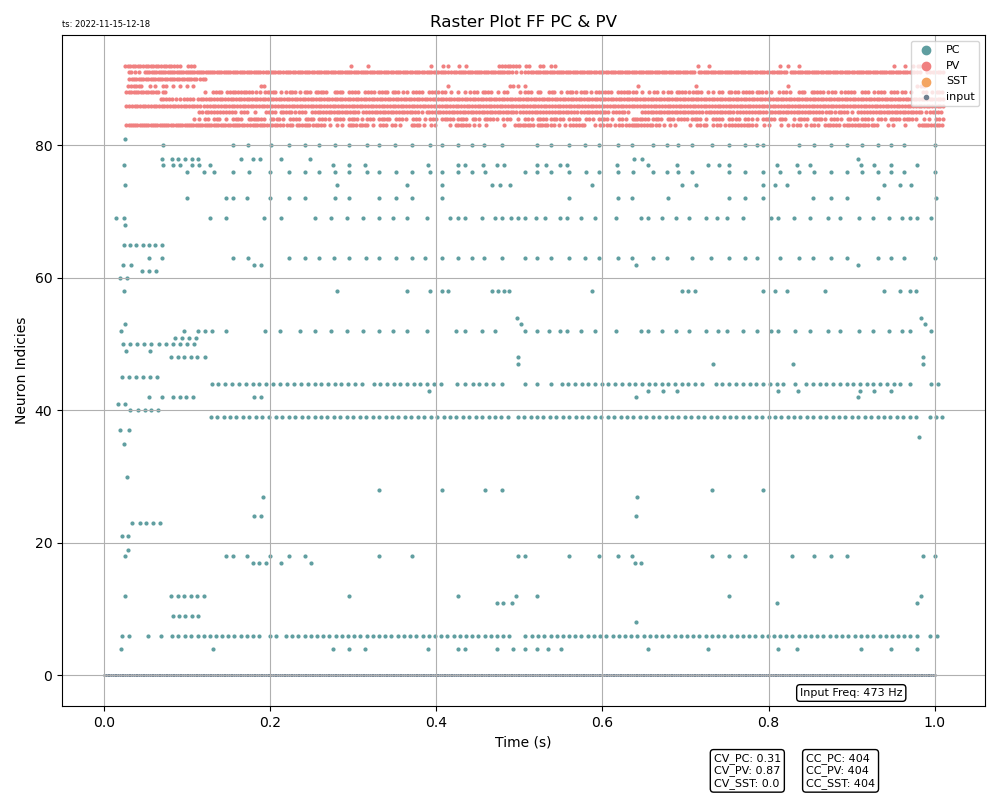 ts: 2022-11-15-12-18
Raster Plot FF PC & PV
PC
PV
SST
input
80
60
40
20
0
Neuron Indicies
Input Freq: 473 Hz
0.0 0.2 0.4 0.6 0.8 1.0
Time (s)
CV_PC: 0.31
CV_PV: 0.87
CV_SST: 0.0
CC_PC: 404
CC_PV: 404
CC_SST: 404